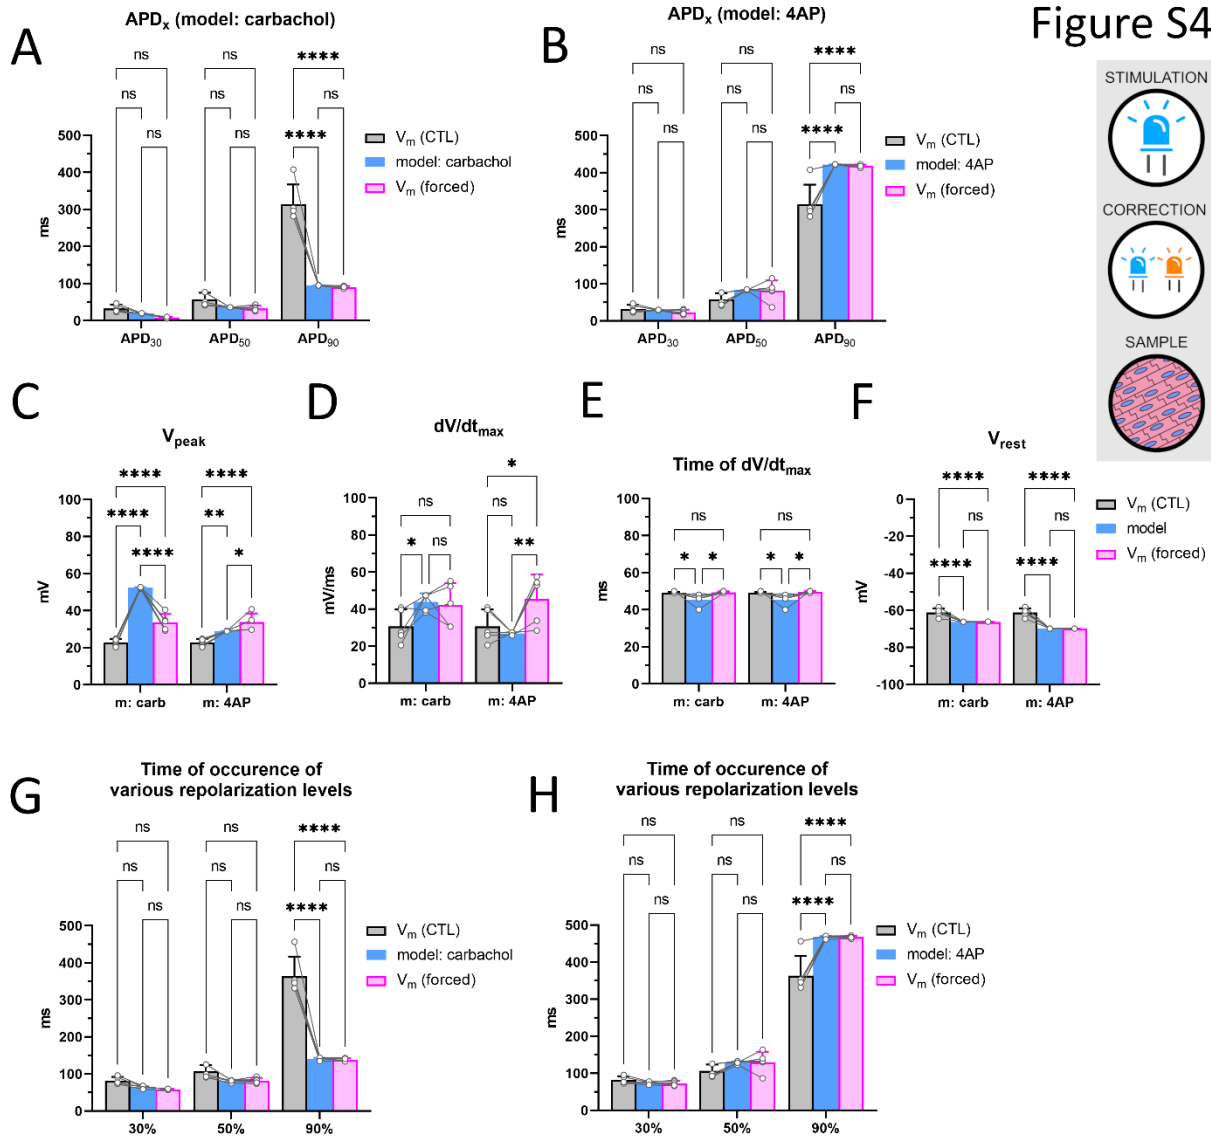 Figure S4
STIMULATION
CORRECTION
SAMPLE
A
APDx (model: carbachol)
ns
ns
****
ns
ns
ns
ns
ns
****
500
400
300
200
100
0
ms
APD30
APD50
APD90
Vm (CTL)
model: carbachol
Vm (forced)
B
APDx (model: 4AP)
ns
ns
****
ns
ns
ns
ns
ns
****
500
400
300
200
100
0
ms
APD30
APD50
APD90
Vm (CTL)
model: 4AP
Vm (forced)
C
Vpeak
****
****
****
**
****
*
100
80
60
40
20
0
mV
m: carb
m: 4AP
D
dV/dtmax
*
ns
ns
*
ns
**
100
80
60
40
20
0
mV/ms
m: carb
m: 4AP
E
Time of dV/dtmax
ns
ns
*
*
*
*
100
80
60
40
20
0
ms
m: carb
m: 4AP
F
Vrest
****
****
ns
ns
****
****
0
-20
-40
-60
-80
-100
mV
m: carb
m: 4AP
Vm (CTL)
model
Vm (forced)
G
Time of occurence of
various repolarization levels
ns
ns
****
ns
ns
ns
ns
ns
****
500
400
300
200
100
0
ms
30%
50%
90%
Vm (CTL)
model: carbachol
Vm (forced)
H
Time of occurence of
various repolarization levels
ns
ns
****
ns
ns
ns
ns
ns
****
500
400
300
200
100
0
ms
30%
50%
90%
Vm (CTL)
model: 4AP
Vm (forced)